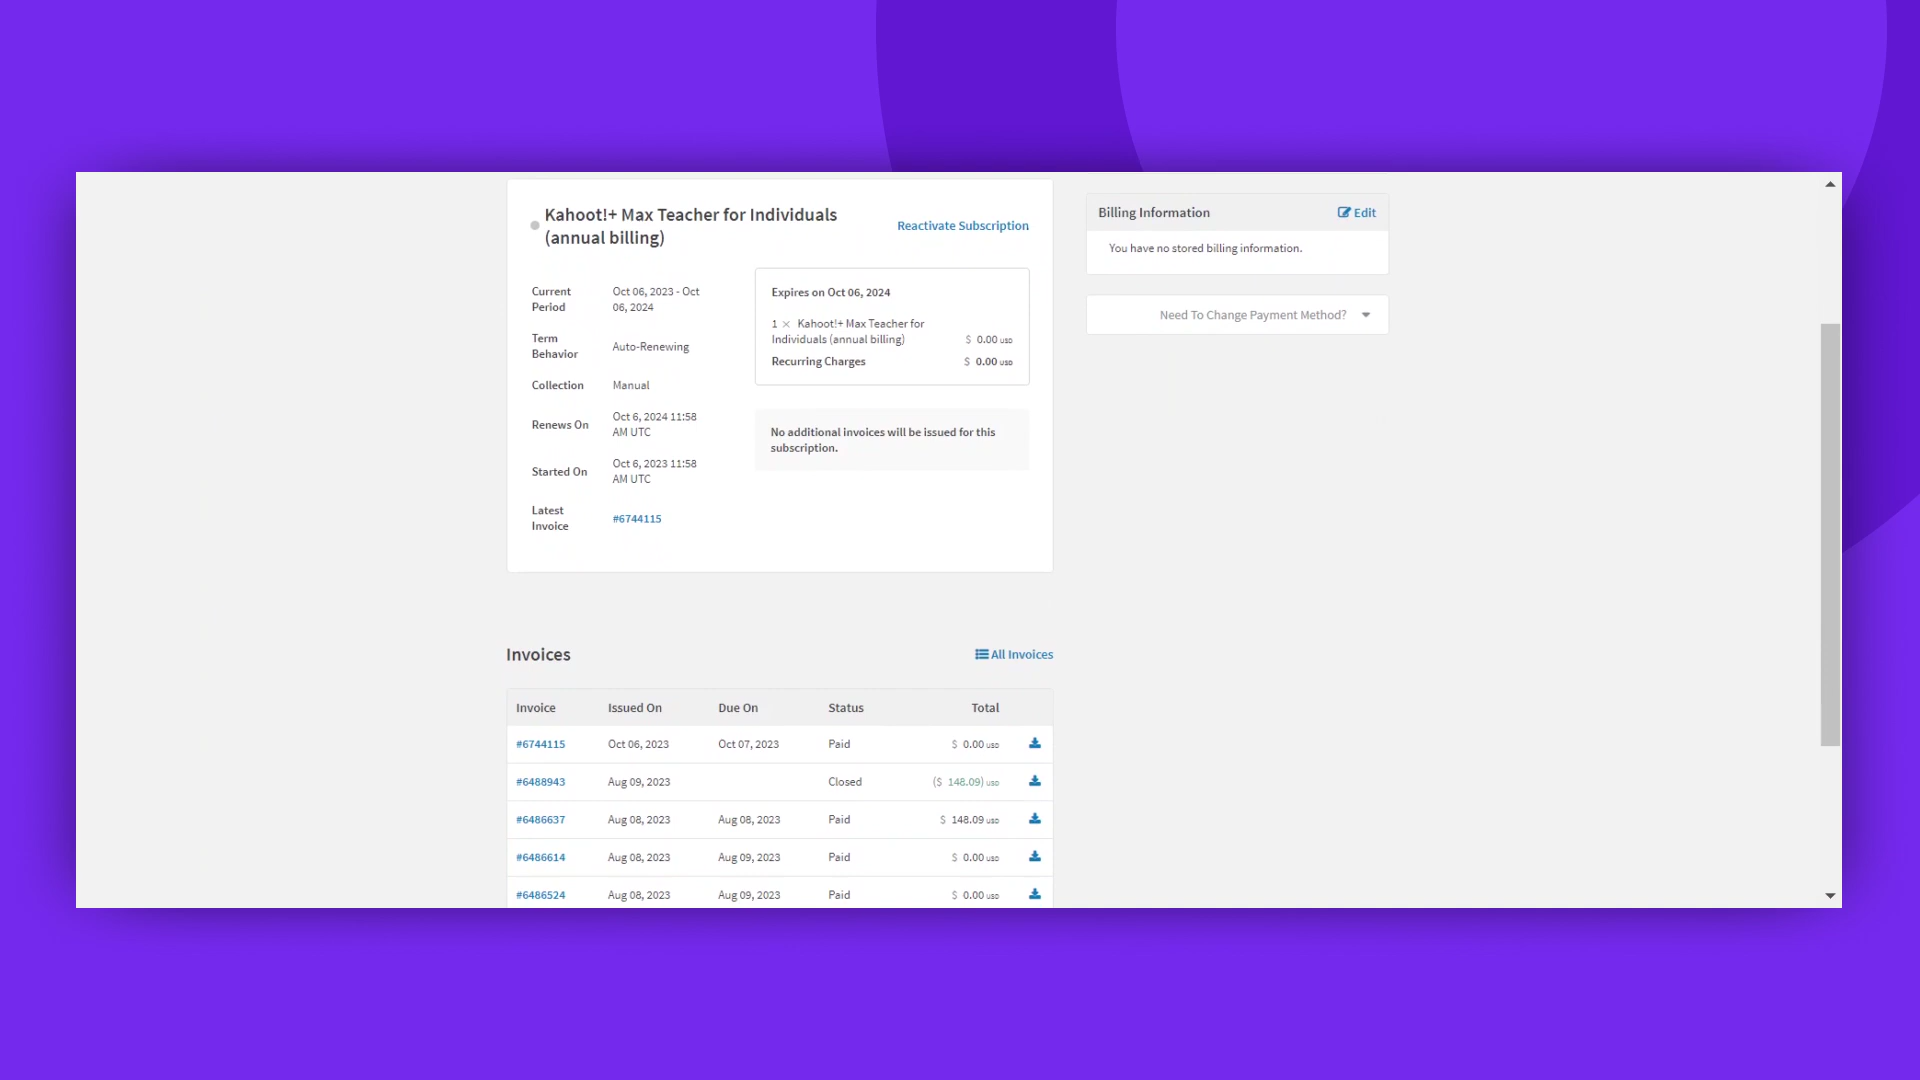 Kahoot!+ Max Teacher for Individuals
(annual billing)
Reactivate Subscription
Current
Period
Oct 06, 2023 - Oct
06, 2024
Term
Behavior
Auto-Renewing
Collection
Manual
Renews On
Oct 6, 2024 11:58
AM UTC
Started On
Oct 6, 2023 11:58
AM UTC
Latest
Invoice
#6744115
Expires on Oct 06, 2024
1 × Kahoot!+ Max Teacher for
Individuals (annual billing) $ 0.00 USD
Recurring Charges $ 0.00 USD
No additional invoices will be issued for this
subscription.
Billing Information
Edit
You have no stored billing information.
Need To Change Payment Method?
Invoices
All Invoices
Invoice Issued On Due On Status Total
#6744115 Oct 06, 2023 Oct 07, 2023 Paid $ 0.00 USD
#6488943 Aug 09, 2023 Closed ($ 148.09) USD
#6486637 Aug 08, 2023 Aug 08, 2023 Paid $ 148.09 USD
#6486614 Aug 08, 2023 Aug 09, 2023 Paid $ 0.00 USD
#6486524 Aug 08, 2023 Aug 09, 2023 Paid $ 0.00 USD